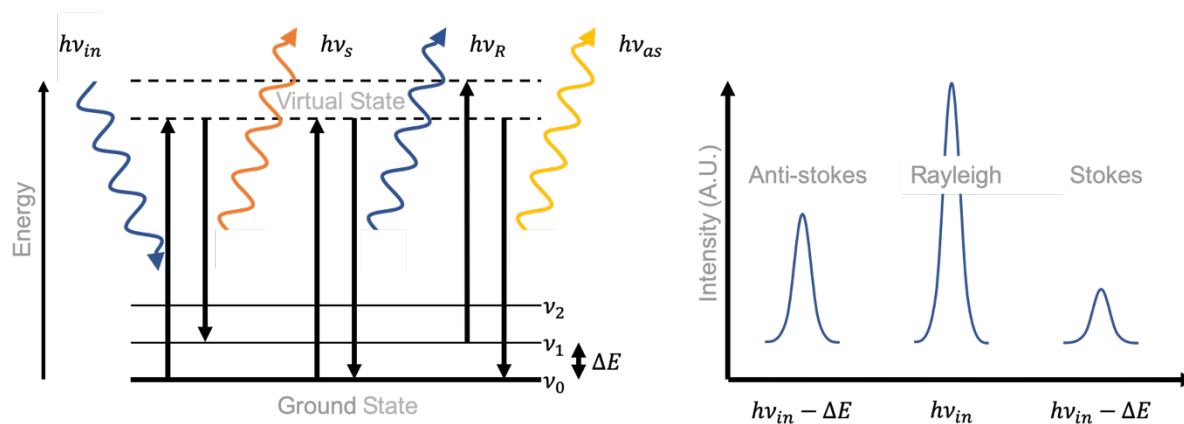 hν_in
hν_s
hν_R
hν_as
Virtual State
Energy
ν_2
ν_1
ΔE
ν_0
Ground State
Intensity (A.U.)
Anti-stokes
Rayleigh
Stokes
hν_in − ΔE
hν_in
hν_in − ΔE